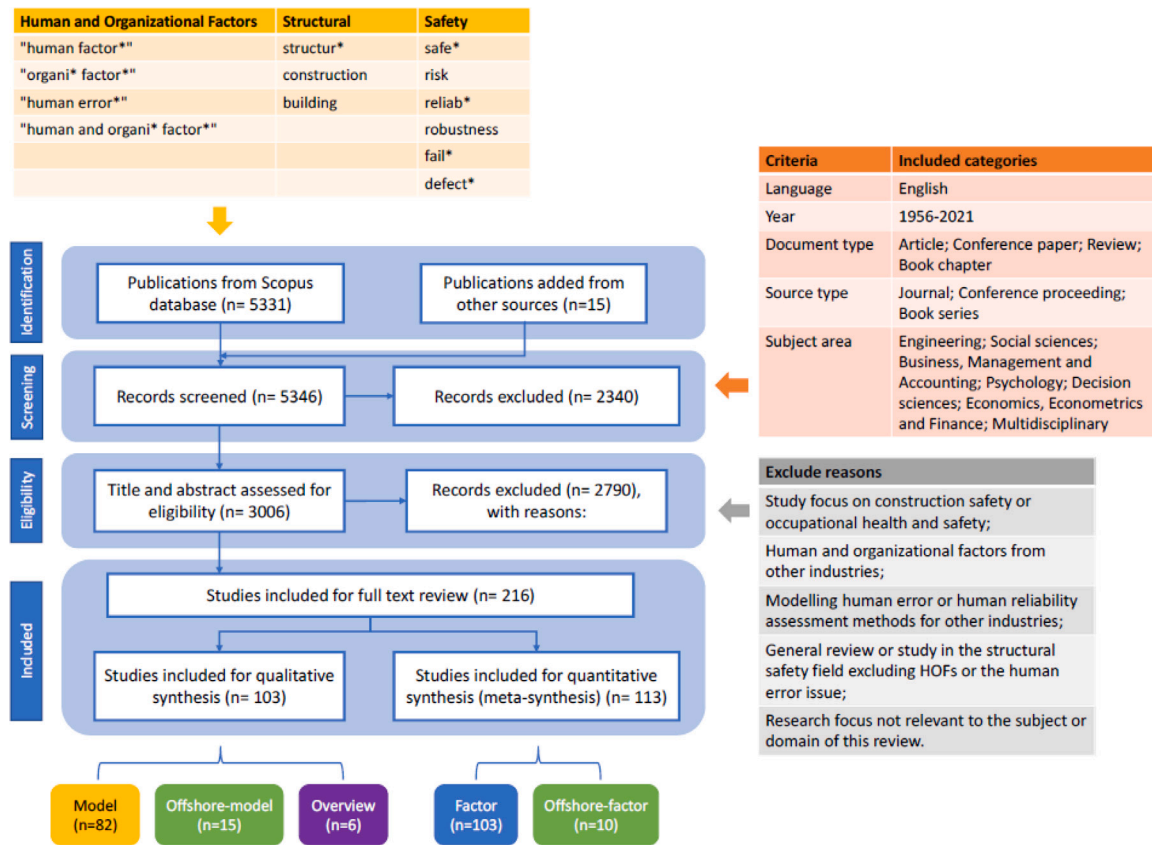 Human and Organizational Factors Structural Safety
"human factor*" structur* safe*
"organi* factor*" construction risk
"human error*" building reliab*
"human and organi* factor*" robustness
fail*
defect*
Criteria Included categories
Language English
Year 1956-2021
Document type Article; Conference paper; Review;
Book chapter
Source type Journal; Conference proceeding;
Book series
Subject area Engineering; Social sciences;
Business, Management and
Accounting; Psychology; Decision
sciences; Economics, Econometrics
and Finance; Multidisciplinary
Identification
Publications from Scopus
database (n= 5331)
Publications added from
other sources (n=15)
Screening
Records screened (n= 5346)
Records excluded (n= 2340)
Eligibility
Title and abstract assessed for
eligibility (n= 3006)
Records excluded (n= 2790),
with reasons:
Exclude reasons
Study focus on construction safety or
occupational health and safety;
Human and organizational factors from
other industries;
Modelling human error or human reliability
assessment methods for other industries;
General review or study in the structural
safety field excluding HOFs or the human
error issue;
Research focus not relevant to the subject or
domain of this review.
Included
Studies included for full text review (n= 216)
Studies included for qualitative
synthesis (n= 103)
Studies included for quantitative
synthesis (meta-synthesis) (n= 113)
Model
(n=82)
Offshore-model
(n=15)
Overview
(n=6)
Factor
(n=103)
Offshore-factor
(n=10)